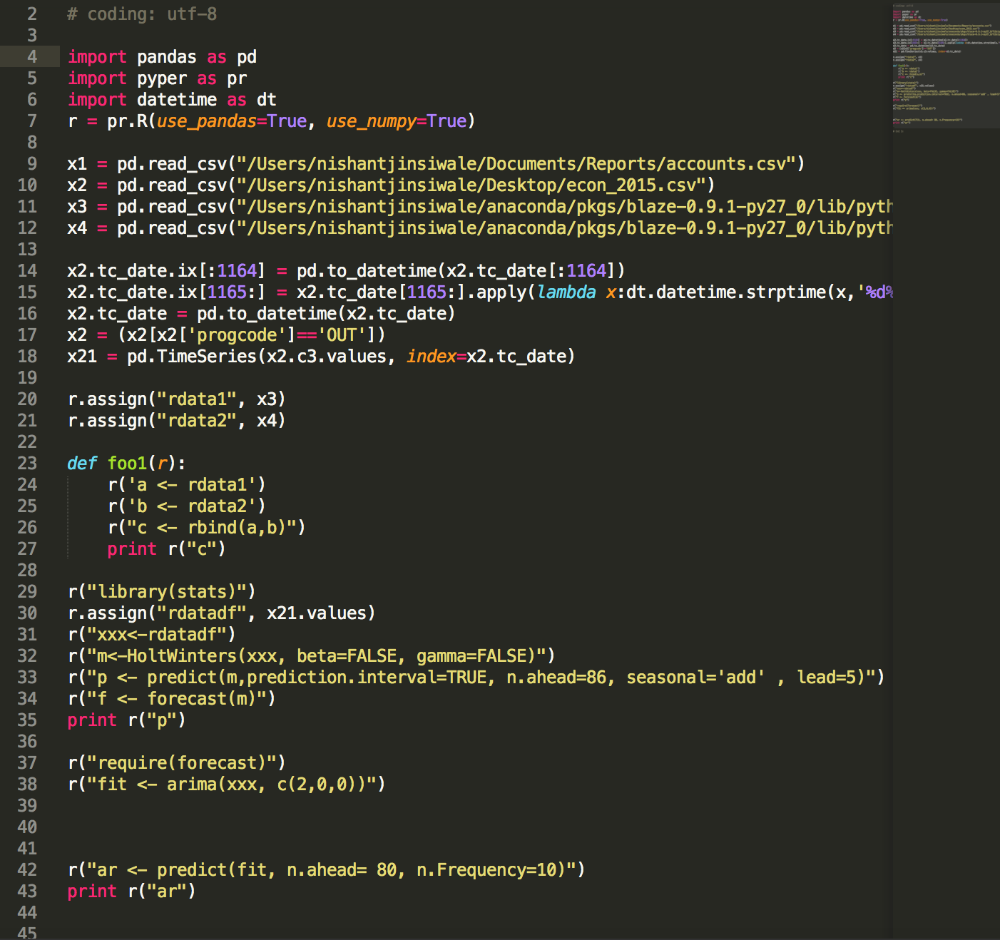 2 # coding: utf-8
3
4 import pandas as pd
5 import pyper as pr
6 import datetime as dt
7 r = pr.R(use_pandas=True, use_numpy=True)
8
9 x1 = pd.read_csv("/Users/nishantjinsiwale/Documents/Reports/accounts.csv")
10 x2 = pd.read_csv("/Users/nishantjinsiwale/Desktop/econ_2015.csv")
11 x3 = pd.read_csv("/Users/nishantjinsiwale/anaconda/pkgs/blaze-0.9.1-py27_0/lib/pyth
12 x4 = pd.read_csv("/Users/nishantjinsiwale/anaconda/pkgs/blaze-0.9.1-py27_0/lib/pyth
13
14 x2.tc_date.ix[:1164] = pd.to_datetime(x2.tc_date[:1164])
15 x2.tc_date.ix[1165:] = x2.tc_date[1165:].apply(lambda x:dt.datetime.strptime(x,'%d%
16 x2.tc_date = pd.to_datetime(x2.tc_date)
17 x2 = (x2[x2['progcode']=='OUT'])
18 x21 = pd.TimeSeries(x2.c3.values, index=x2.tc_date)
19
20 r.assign("rdata1", x3)
21 r.assign("rdata2", x4)
22
23 def foo1(r):
24 r('a <- rdata1')
25 r('b <- rdata2')
26 r("c <- rbind(a,b)")
27 print r("c")
28
29 r("library(stats)")
30 r.assign("rdatadf", x21.values)
31 r("xxx<-rdatadf")
32 r("m<-HoltWinters(xxx, beta=FALSE, gamma=FALSE)")
33 r("p <- predict(m,prediction.interval=TRUE, n.ahead=86, seasonal='add' , lead=5)")
34 r("f <- forecast(m)")
35 print r("p")
36
37 r("require(forecast)")
38 r("fit <- arima(xxx, c(2,0,0))")
39
40
41
42 r("ar <- predict(fit, n.ahead= 80, n.Frequency=10)")
43 print r("ar")
44
45